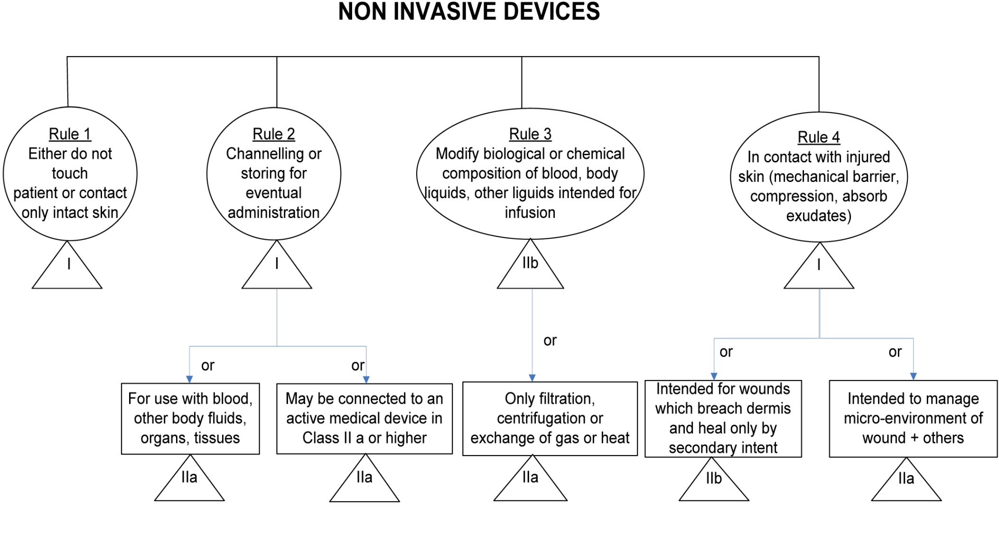 NON INVASIVE DEVICES
Rule 1
Either do not
touch
patient or contact
only intact skin
I
Rule 2
Channelling or
storing for
eventual
administration
I
Rule 3
Modify biological or chemical
composition of blood, body
liquids, other liguids intended for
infusion
IIb
Rule 4
In contact with injured
skin (mechanical barrier,
compression, absorb
exudates)
I
or
For use with blood,
other body fluids,
organs, tissues
IIa
or
May be connected to an
active medical device in
Class II a or higher
IIa
or
Only filtration,
centrifugation or
exchange of gas or heat
IIa
or
Intended for wounds
which breach dermis
and heal only by
secondary intent
IIb
or
Intended to manage
micro-environment of
wound + others
IIa